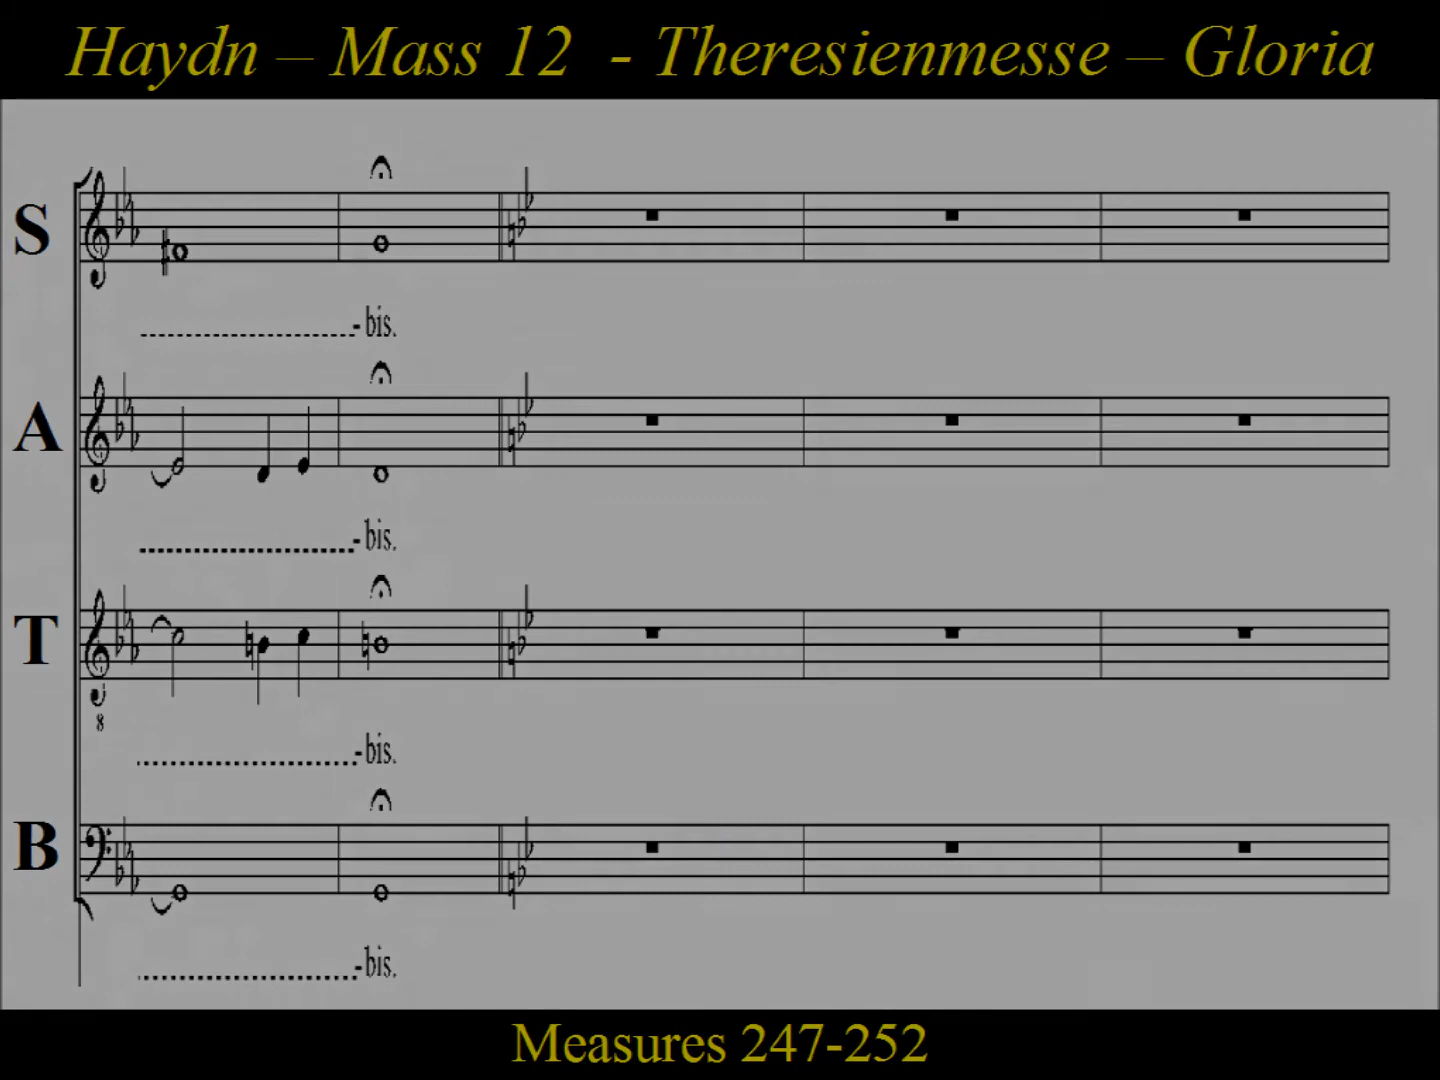 Haydn – Mass 12 - Theresienmesse – Gloria
S
-bis.
A
-bis.
T
8
-bis.
B
-bis.
Measures 247-252